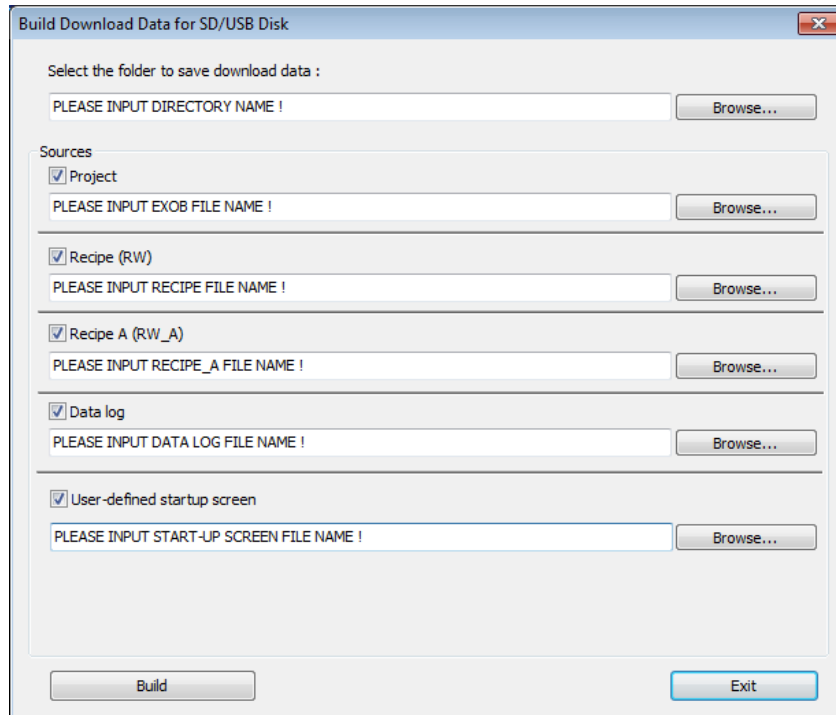 Build Download Data for SD/USB Disk
Select the folder to save download data :
PLEASE INPUT DIRECTORY NAME !
Browse...
Sources
Project
PLEASE INPUT EXOB FILE NAME !
Browse...
Recipe (RW)
PLEASE INPUT RECIPE FILE NAME !
Browse...
Recipe A (RW_A)
PLEASE INPUT RECIPE_A FILE NAME !
Browse...
Data log
PLEASE INPUT DATA LOG FILE NAME !
Browse...
User-defined startup screen
PLEASE INPUT START-UP SCREEN FILE NAME !
Browse...
Build
Exit